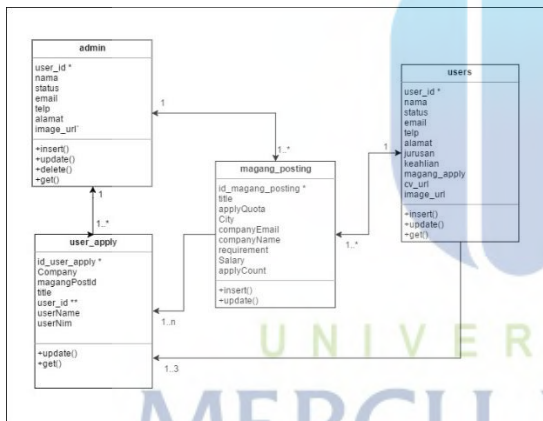 admin
user_id *
nama
status
email
telp
alamat
image_url`
+insert()
+update()
+delete()
+get()
1
1..*
1
1..*
user_apply
id_user_apply *
Company
magangPostId
title
user_id **
userName
userNim
+update()
+get()
magang_posting
id_magang_posting *
title
applyQuota
City
companyEmail
companyName
requirement
Salary
applyCount
+insert()
+update()
1..n
1..3
1
1..*
users
user_id *
nama
status
email
telp
alamat
jurusan
keahlian
magang_apply
cv_url
image_url
+insert()
+update()
+get()
UNIVER